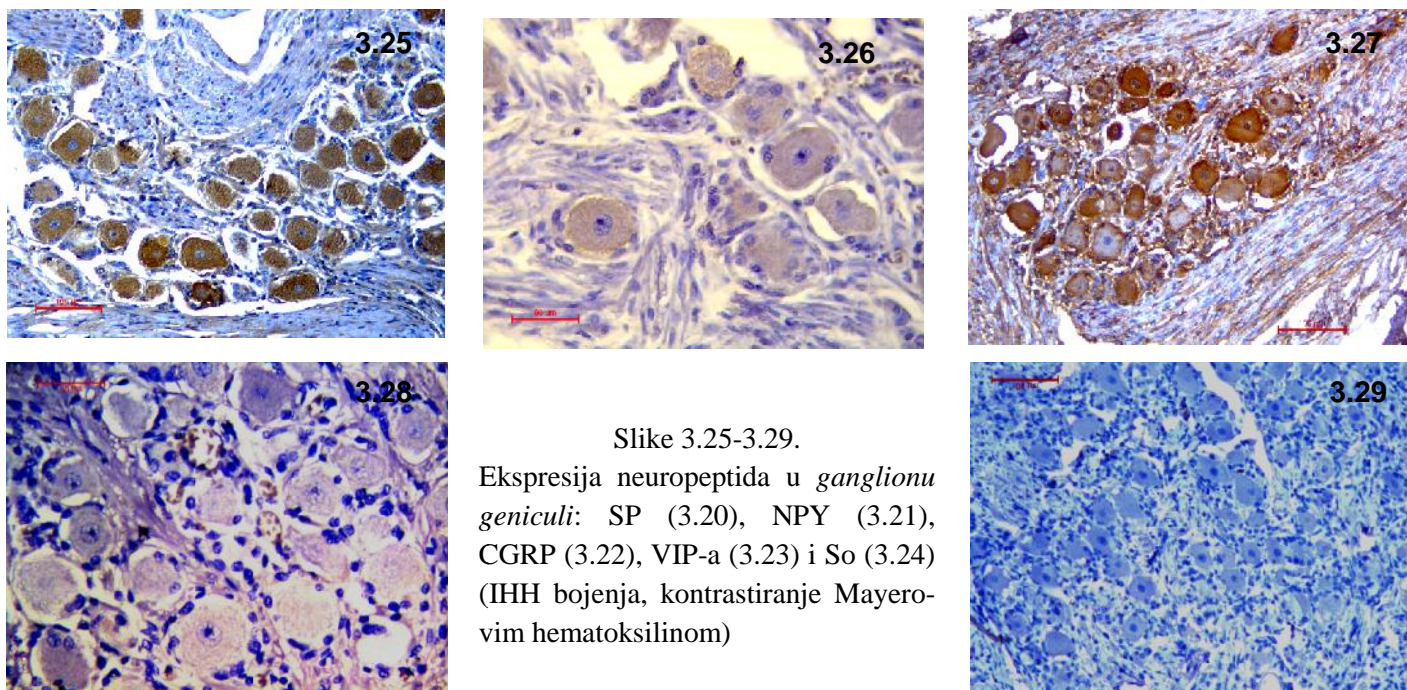 3.25
3.26
3.27
3.28
3.29
Slike 3.25-3.29.
Ekspresija neuropeptida u ganglionu
geniculi: SP (3.20), NPY (3.21),
CGRP (3.22), VIP-a (3.23) i So (3.24)
(IHH bojenja, kontrastiranje Mayero-
vim hematoksilinom)